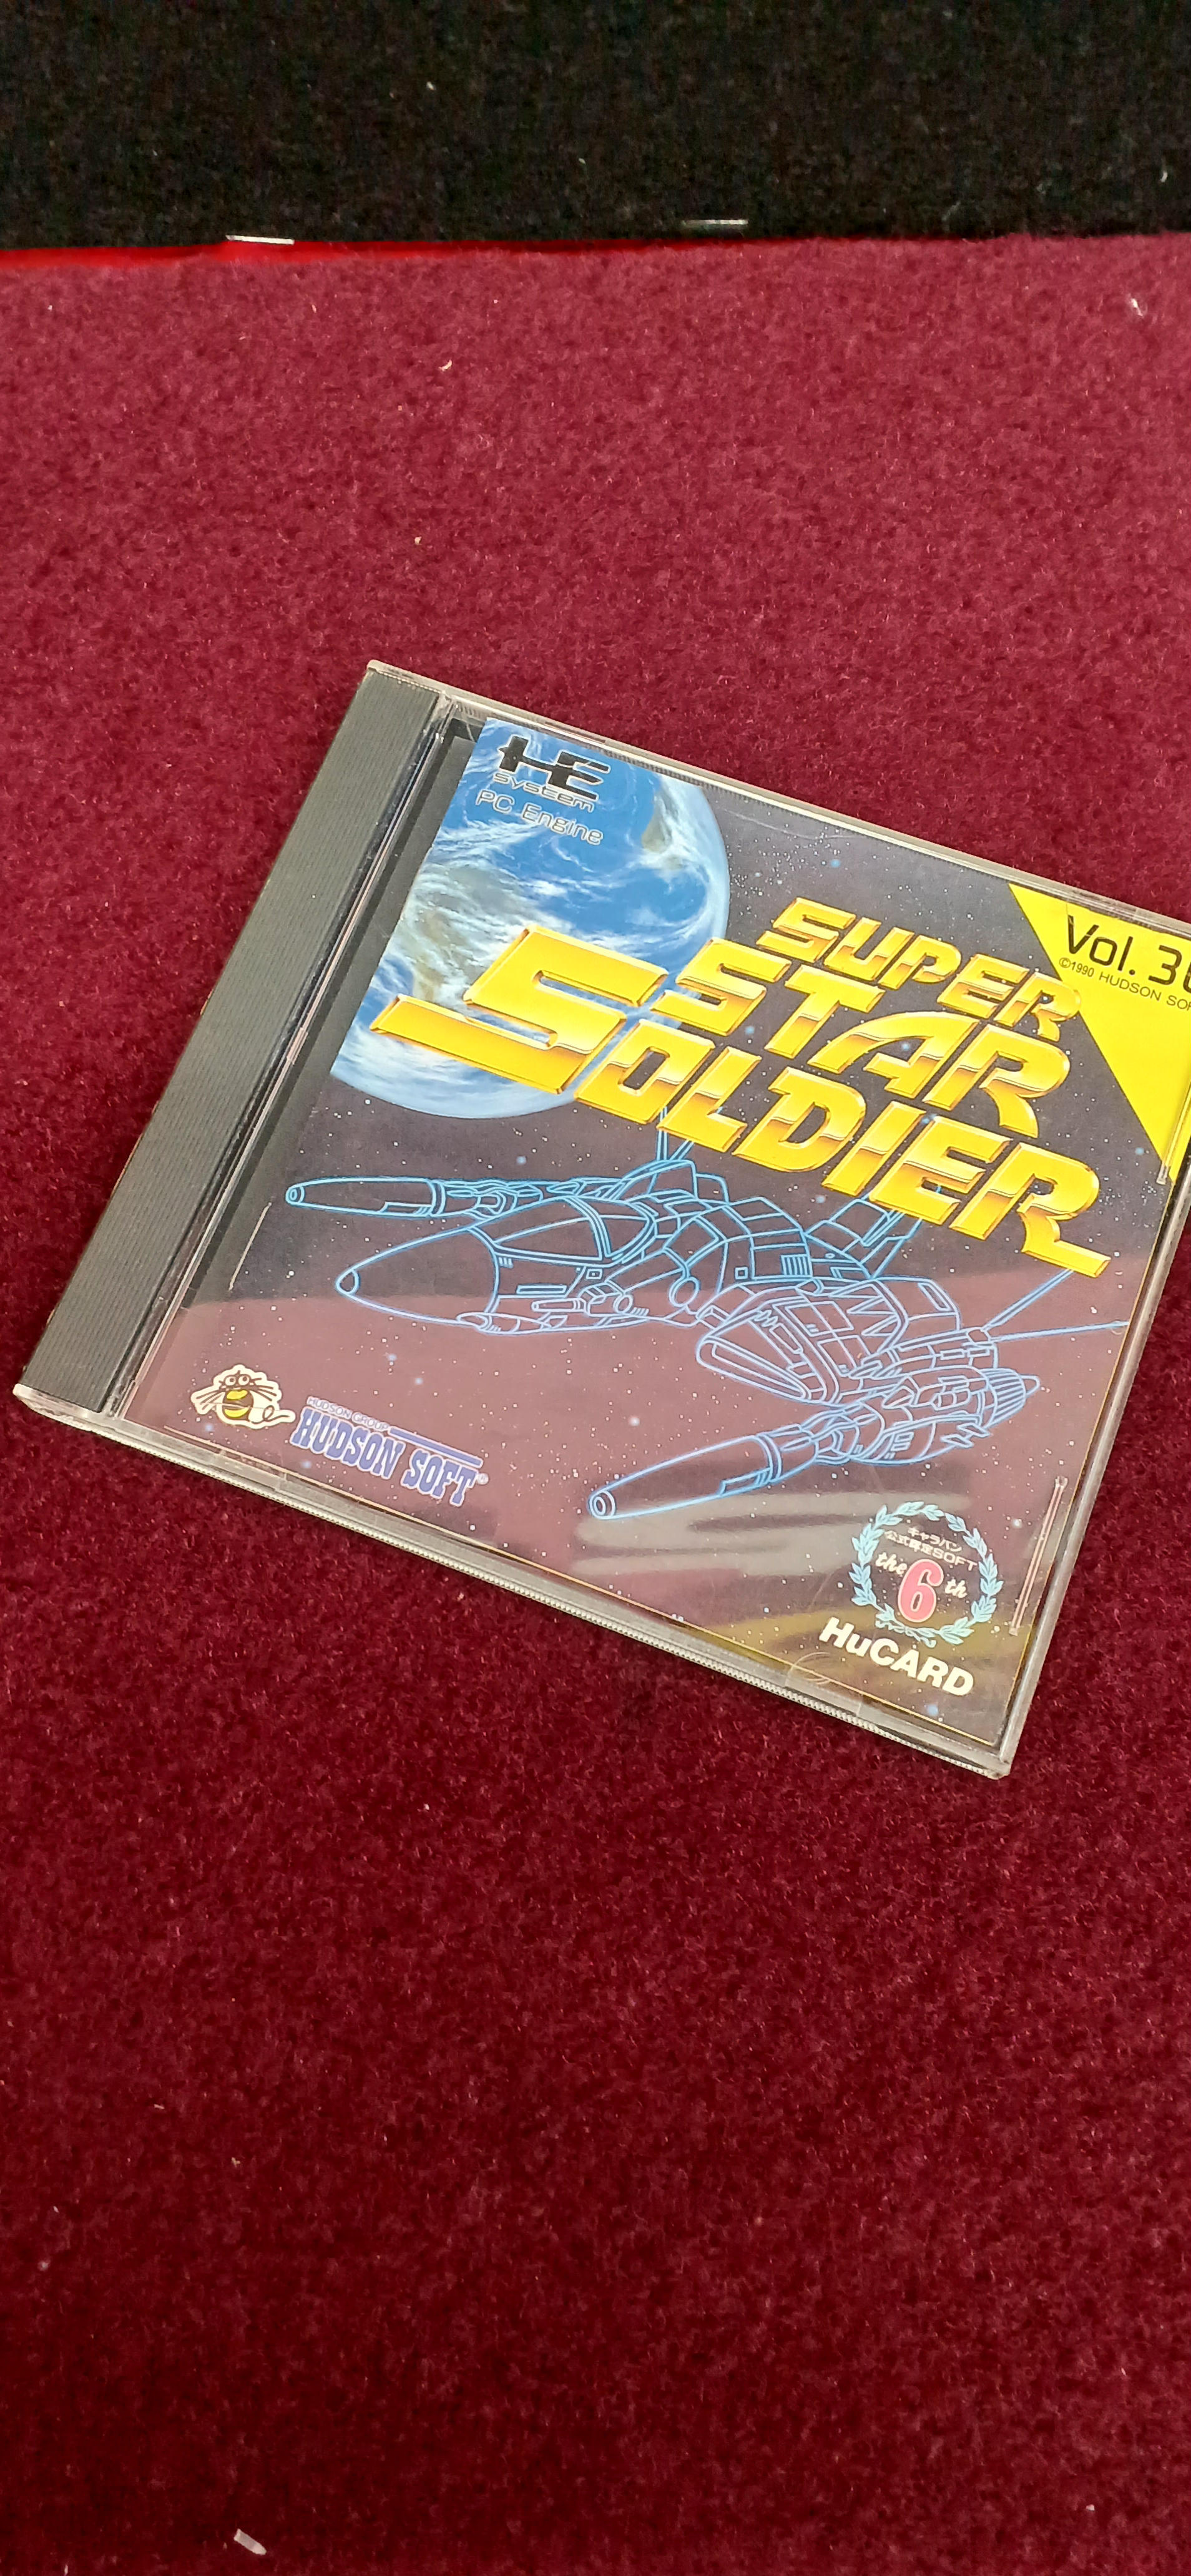 HE
SYSTEM
PC Engine
Vol. 3
©1990 HUDSON SOF
SUPER
STAR
SOLDIER
HUDSON GROUP
HUDSON SOFT®
キャラバン
公式認定SOFT
the 6 th
HuCARD